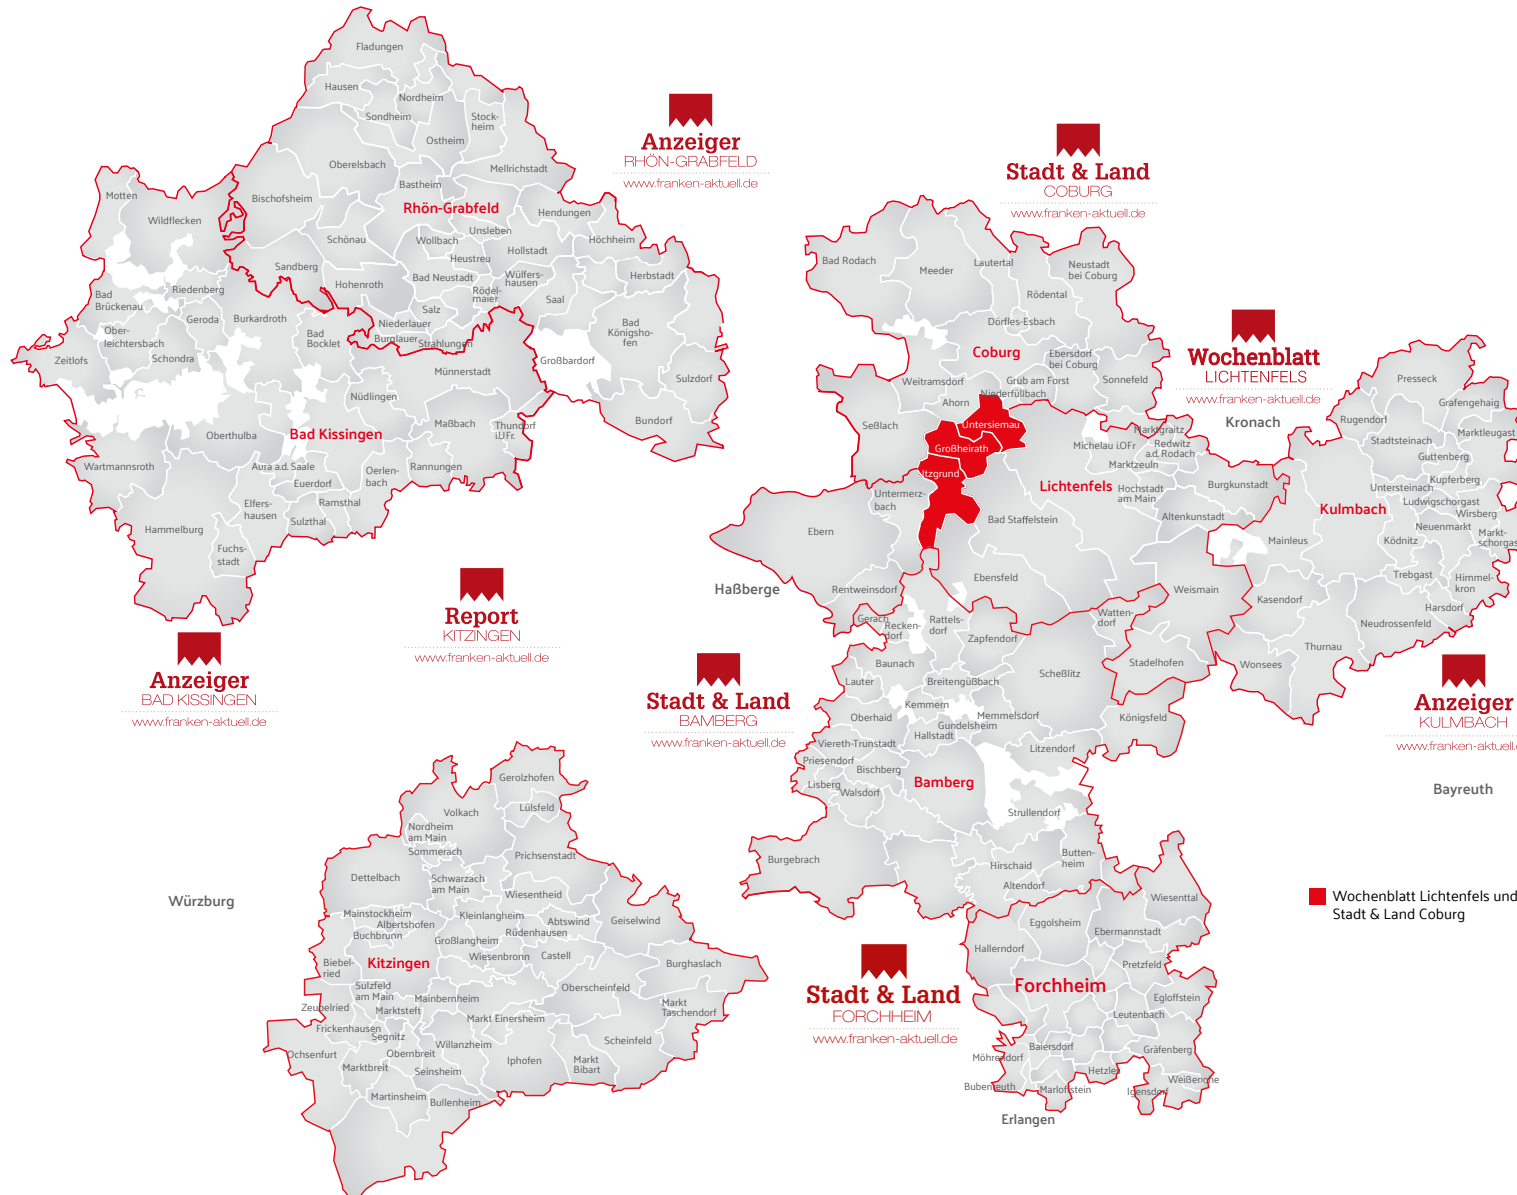 Fladungen
Hausen
Nordheim
Sondheim
Stock-
heim
Ostheim
Oberelsbach
Mellrichstadt
Bastheim
Bischofsheim
Rhön-Grabfeld
Hendungen
Unsleben
Wollbach
Schönau
Höchheim
Hollstadt
Heustreu
Sandberg
Bad Neustadt
Wülfers-
hausen
Herbstadt
Hohenroth
Rödel-
maier
Saal
Salz
Niederlauer
Bad
Königsho-
fen
Burglauer
Strahlungen
Großbardorf
Sulzdorf
Bundorf
Anzeiger
RHÖN-GRABFELD
www.franken-aktuell.de
Motten
Wildflecken
Riedenberg
Bad
Brückenau
Geroda
Burkardroth
Ober-
leichtersbach
Bad
Bocklet
Zeitlofs
Schondra
Münnerstadt
Nüdlingen
Maßbach
Thundorf
i.U.Fr.
Oberthulba
Bad Kissingen
Wartmannsroth
Aura a.d. Saale
Oerlen-
bach
Rannungen
Euerdorf
Elfers-
hausen
Ramsthal
Sulzthal
Hammelburg
Fuchs-
stadt
Anzeiger
BAD KISSINGEN
www.franken-aktuell.de
Report
KITZINGEN
www.franken-aktuell.de
Stadt & Land
COBURG
www.franken-aktuell.de
Bad Rodach
Meeder
Lautertal
Neustadt
bei Coburg
Rödental
Dörfles-Esbach
Coburg
Ebersdorf
bei Coburg
Weitramsdorf
Grub am Forst
Sonnefeld
Niederfüllbach
Ahorn
Seßlach
Untersiemau
Großheirath
Itzgrund
Wochenblatt
LICHTENFELS
www.franken-aktuell.de
Kronach
Marktgraitz
Michelau i.OFr.
Redwitz
a.d. Rodach
Marktzeuln
Lichtenfels
Hochstadt
am Main
Burgkunstadt
Altenkunstadt
Bad Staffelstein
Ebensfeld
Weismain
Presseck
Grafengehaig
Rugendorf
Marktleugast
Stadtsteinach
Guttenberg
Kupferberg
Untersteinach
Ludwigschorgast
Kulmbach
Wirsberg
Neuenmarkt
Markt-
schorgas
Mainleus
Ködnitz
Trebgast
Himmel-
kron
Kasendorf
Harsdorf
Neudrossenfeld
Thurnau
Wonsees
Anzeiger
KULMBACH
www.franken-aktuell.d
Bayreuth
Untermerz-
bach
Ebern
Haßberge
Rentweinsdorf
Gerach
Recken-
dorf
Rattels-
dorf
Zapfendorf
Watten-
dorf
Stadelhofen
Baunach
Scheßlitz
Lauter
Breitengüßbach
Kemmern
Königsfeld
Oberhaid
Memmelsdorf
Gundelsheim
Hallstadt
Viereth-Trunstadt
Litzendorf
Priesendorf
Bischberg
Lisberg
Walsdorf
Bamberg
Strullendorf
Burgebrach
Hirschaid
Butten-
heim
Altendorf
Stadt & Land
BAMBERG
www.franken-aktuell.de
Wochenblatt Lichtenfels und
Stadt & Land Coburg
Wiesenttal
Eggolsheim
Ebermannstadt
Hallerndorf
Pretzfeld
Forchheim
Egloffstein
Leutenbach
Baiersdorf
Gräfenberg
Möhrendorf
Hetzles
Bubenreuth
Marloffstein
Igensdorf
Weißenohe
Erlangen
Stadt & Land
FORCHHEIM
www.franken-aktuell.de
Gerolzhofen
Lülsfeld
Volkach
Nordheim
am Main
Sommerach
Prichsenstadt
Dettelbach
Schwarzach
am Main
Wiesentheid
Würzburg
Mainstockheim
Albertshofen
Kleinlangheim
Abtswind
Geiselwind
Buchbrunn
Rüdenhausen
Großlangheim
Wiesenbronn
Castell
Biebel-
ried
Kitzingen
Burghaslach
Sulzfeld
am Main
Oberscheinfeld
Mainbernheim
Markt
Taschendorf
Zeubelried
Marktsteft
Markt Einersheim
Frickenhausen
Segnitz
Scheinfeld
Willanzheim
Ochsenfurt
Obernbreit
Iphofen
Markt
Bibart
Marktbreit
Seinsheim
Martinsheim
Bullenheim